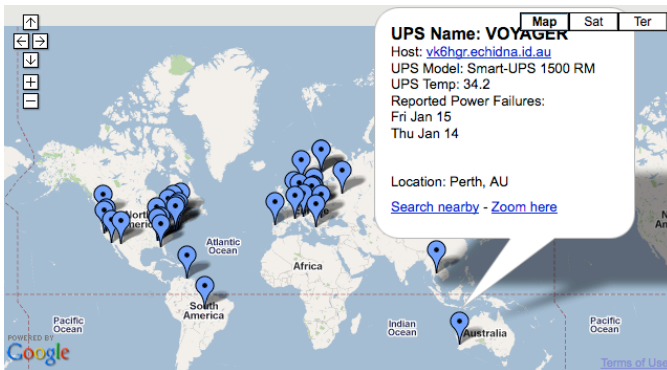 Map Sat Ter
UPS Name: VOYAGER
Host: vk6hgr.echidna.id.au
UPS Model: Smart-UPS 1500 RM
UPS Temp: 34.2
Reported Power Failures:
Fri Jan 15
Thu Jan 14
Location: Perth, AU
Search nearby - Zoom here
North
America
Atlantic
Ocean
Africa
South
America
Indian
Ocean
Australia
Pacific
Ocean
Pacific
Ocean
POWERED BY
Google
Terms of Use